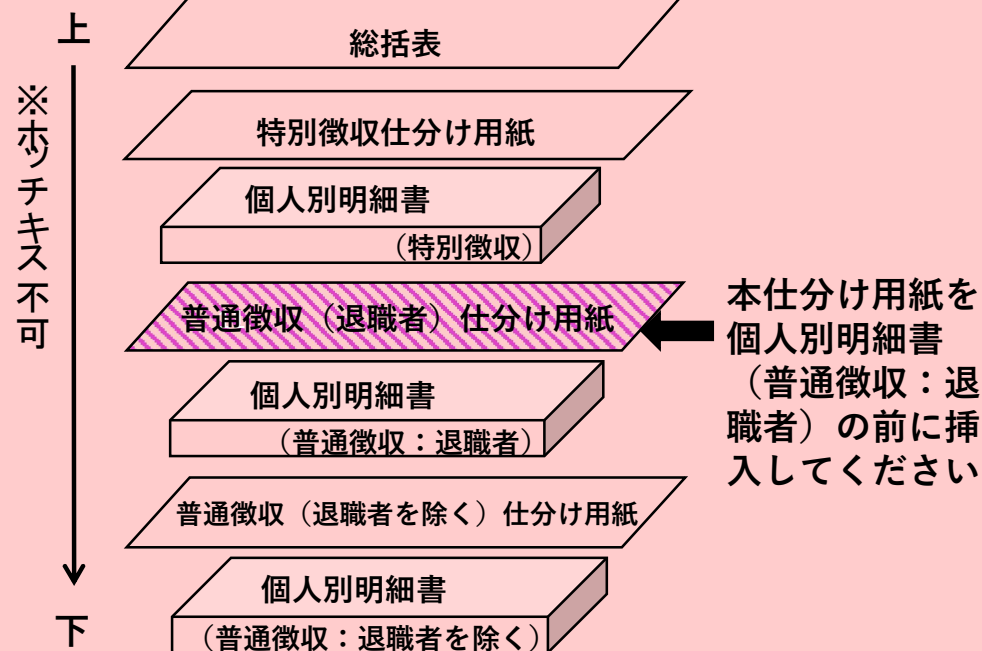 上
※ホッチキス不可
下
総括表
特別徴収仕分け用紙
個人別明細書
（特別徴収）
普通徴収（退職者）仕分け用紙
個人別明細書
（普通徴収：退職者）
普通徴収（退職者を除く）仕分け用紙
個人別明細書
（普通徴収：退職者を除く）
本仕分け用紙を
個人別明細書
（普通徴収：退
職者）の前に挿
入してください